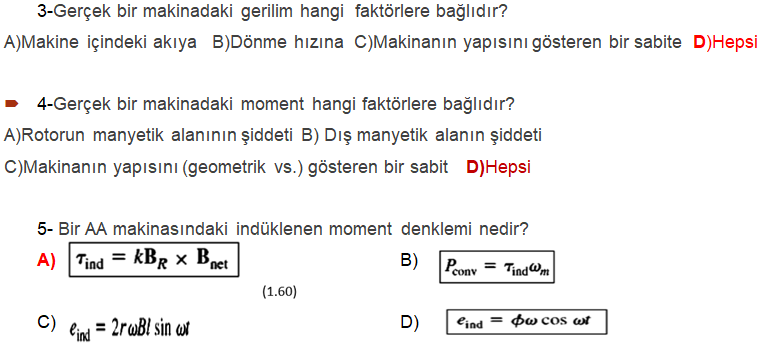 3-Gerçek bir makinadaki gerilim hangi faktörlere bağlıdır?
A)Makine içindeki akıya B)Dönme hızına C)Makinanın yapısını gösteren bir sabite D)Hepsi
4-Gerçek bir makinadaki moment hangi faktörlere bağlıdır?
A)Rotorun manyetik alanının şiddeti B) Dış manyetik alanın şiddeti
C)Makinanın yapısını (geometrik vs.) gösteren bir sabit D)Hepsi
5- Bir AA makinasındaki indüklenen moment denklemi nedir?
A) τind = kBR × Bnet B) Pconv = τindωm
(1.60)
C) eind = 2rωBl sin ωt D) eind = ϕω cos ωt